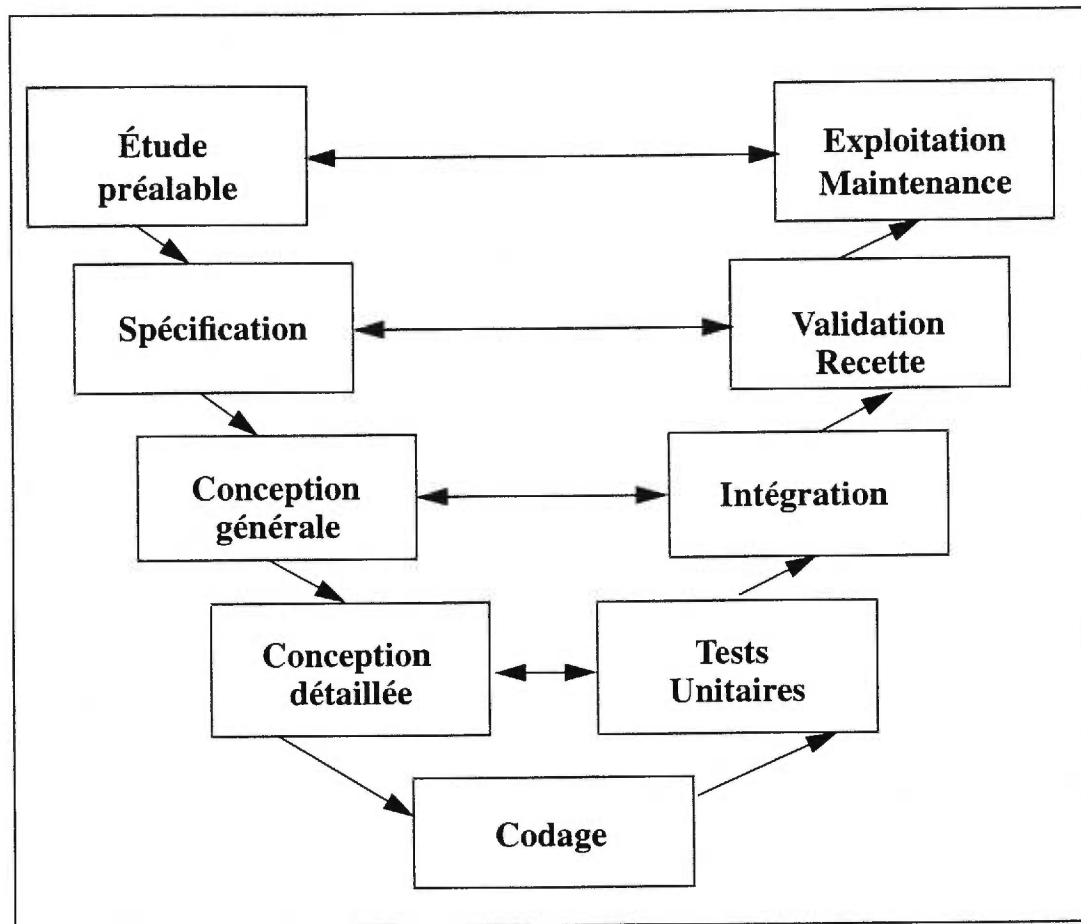 Étude
préalable
Exploitation
Maintenance
Spécification
Validation
Recette
Conception
générale
Intégration
Conception
détaillée
Tests
Unitaires
Codage